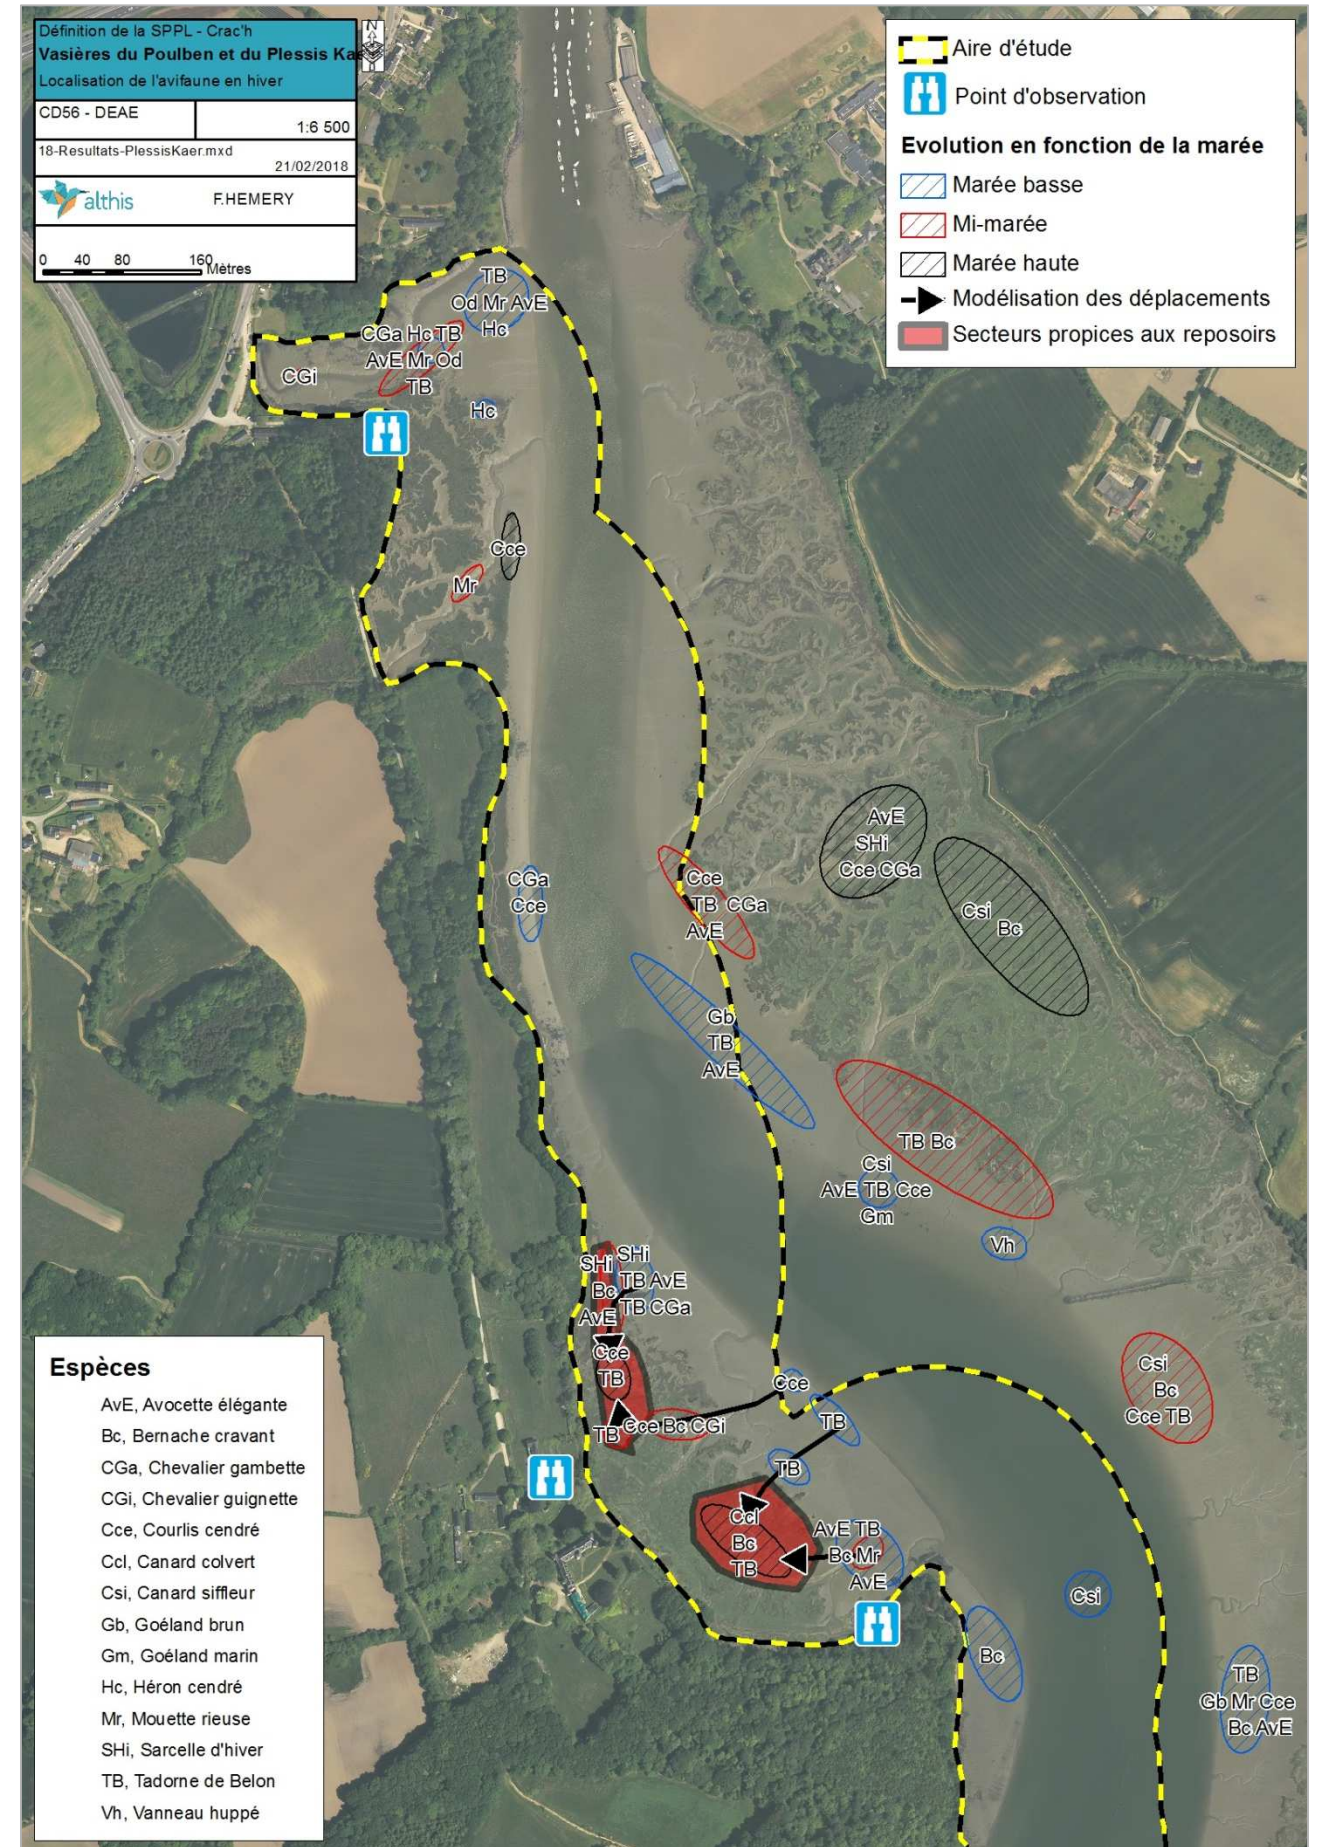 Définition de la SPPL - Crac'h
Vasières du Poulben et du Plessis Kae
Localisation de l'avifaune en hiver
CD56 - DEAE
1:6 500
18-Resultats-PlessisKaer.mxd
21/02/2018
althis
F.HEMERY
0 40 80 160
Mètres
N
Aire d'étude
Point d'observation
Evolution en fonction de la marée
Marée basse
Mi-marée
Marée haute
Modélisation des déplacements
Secteurs propices aux reposoirs
TB
Od Mr AvE
Hc
CGa Hc TB
AvE Mr Od
TB
CGi
Hc
Cce
Mr
AvE
SHi
Cce CGa
Csi
Bc
CGa
Cce
Cce
TB CGa
AvE
Gb
TB
AvE
TB Bc
Csi
AvE TB Cce
Gm
Vh
SHi
SHi
TB AvE
Bc
TB CGa
AvE
Cce
TB
Cce
TB
Cce Bc CGi
TB
TB
Csi
Bc
Cce TB
Ccl
Bc
TB
AvE TB
Bc Mr
AvE
Csi
Bc
TB
Gb Mr Cce
Bc AvE
Espèces
AvE, Avocette élégante
Bc, Bernache cravant
CGa, Chevalier gambette
CGi, Chevalier guignette
Cce, Courlis cendré
Ccl, Canard colvert
Csi, Canard siffleur
Gb, Goéland brun
Gm, Goéland marin
Hc, Héron cendré
Mr, Mouette rieuse
SHi, Sarcelle d'hiver
TB, Tadorne de Belon
Vh, Vanneau huppé